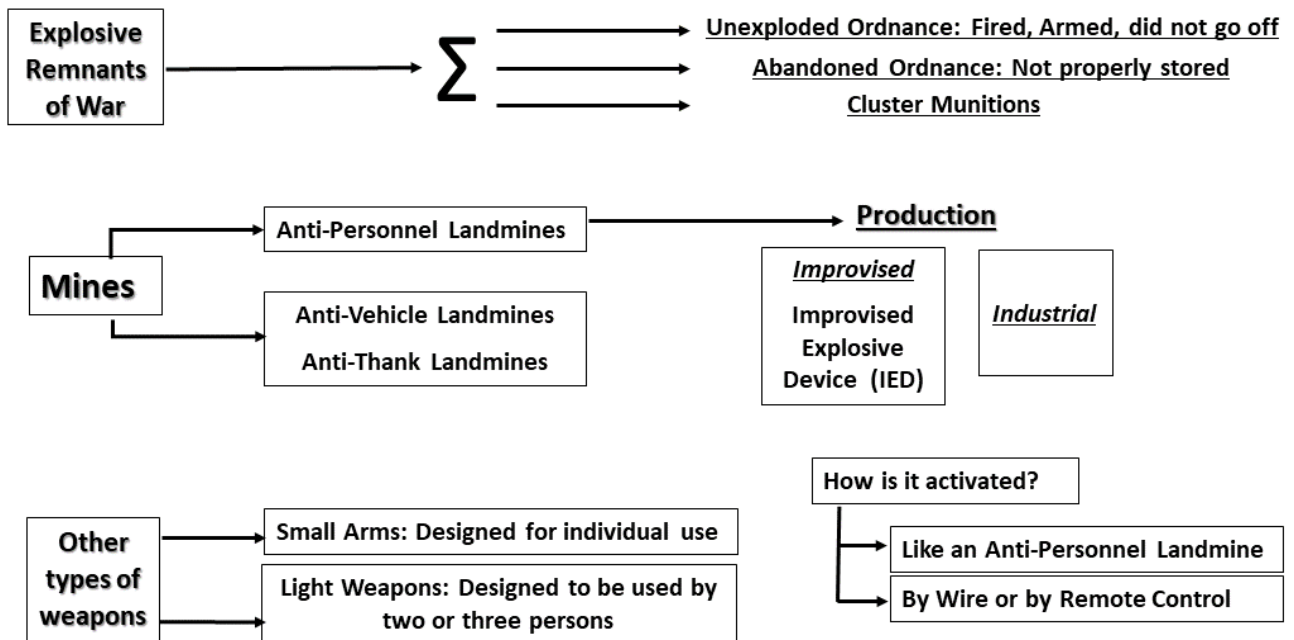 Explosive
Remnants
of War
Σ
Unexploded Ordnance: Fired, Armed, did not go off
Abandoned Ordnance: Not properly stored
Cluster Munitions
Mines
Anti-Personnel Landmines
Anti-Vehicle Landmines
Anti-Thank Landmines
Production
Improvised
Improvised
Explosive
Device (IED)
Industrial
Other
types of
weapons
Small Arms: Designed for individual use
Light Weapons: Designed to be used by
two or three persons
How is it activated?
Like an Anti-Personnel Landmine
By Wire or by Remote Control